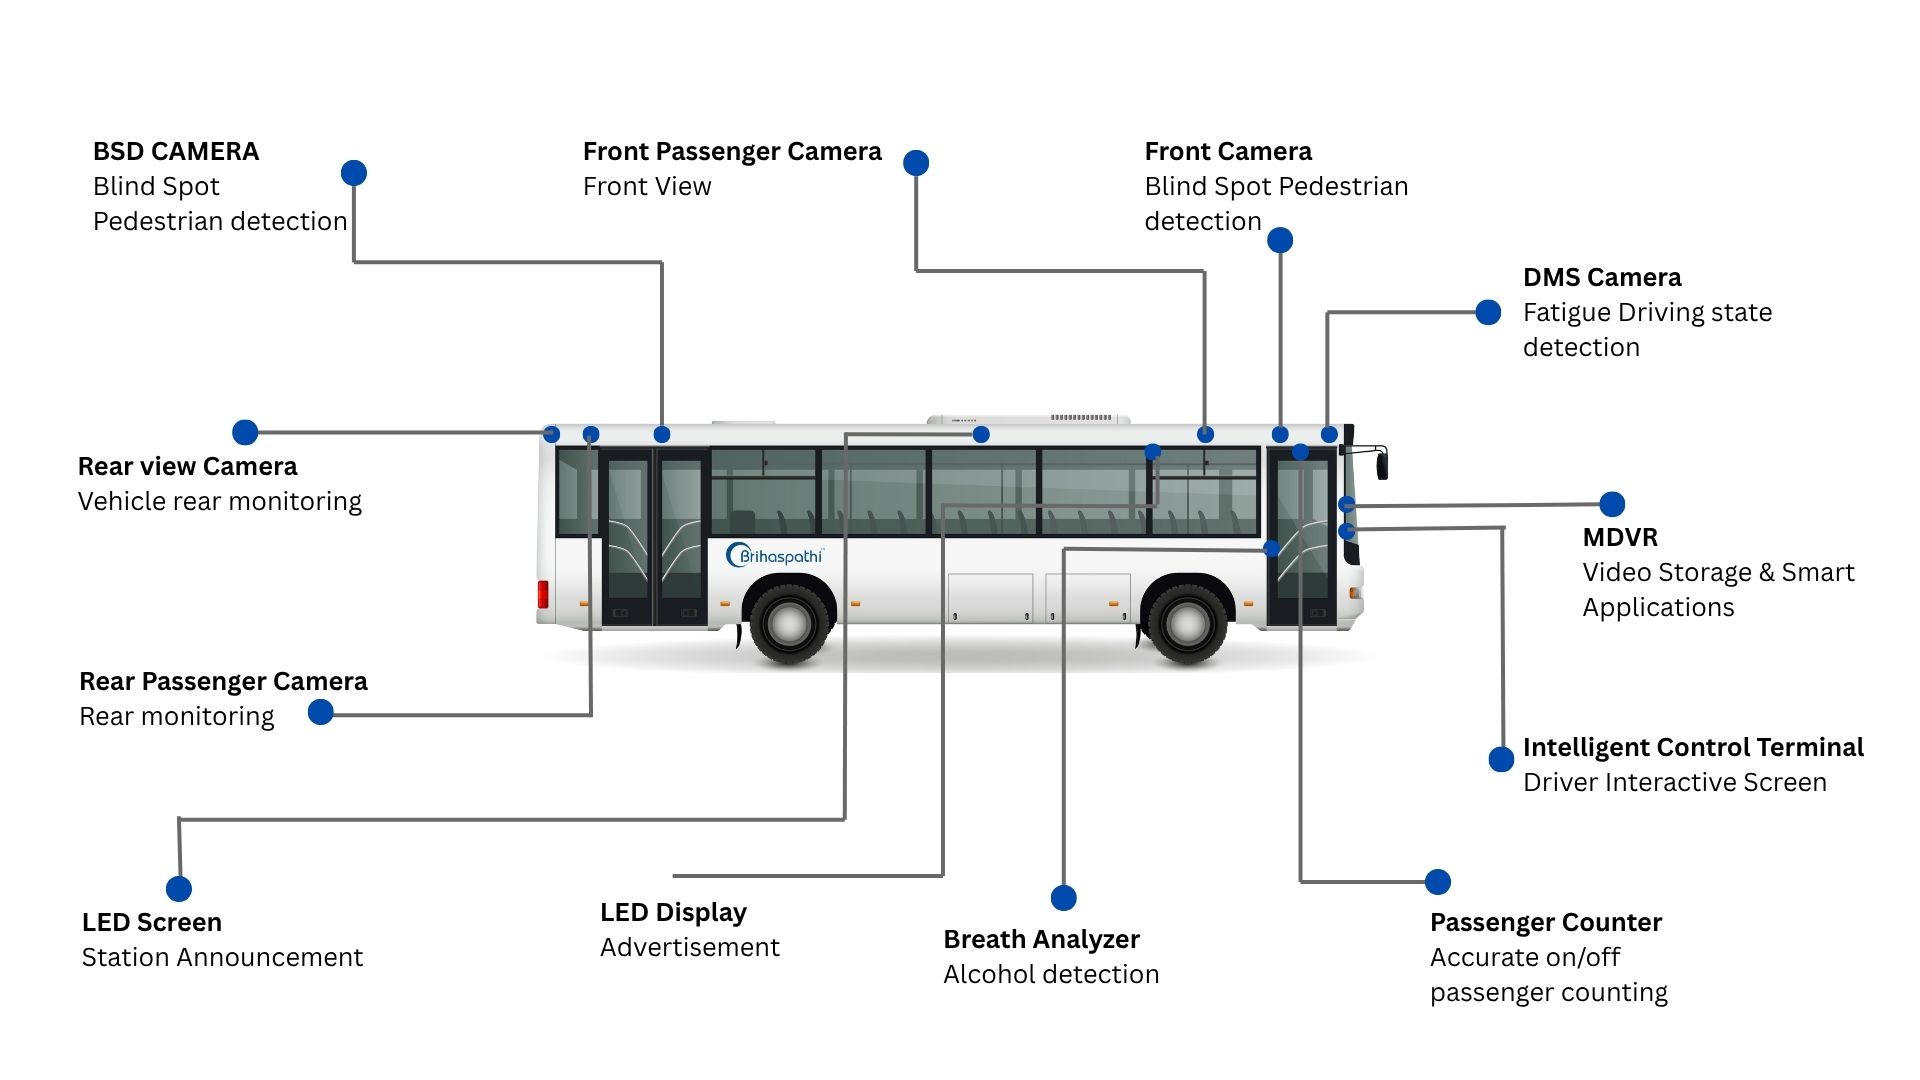 BSD CAMERA
Blind Spot
Pedestrian detection
Front Passenger Camera
Front View
Front Camera
Blind Spot Pedestrian
detection
DMS Camera
Fatigue Driving state
detection
Rear view Camera
Vehicle rear monitoring
MDVR
Video Storage & Smart
Applications
Brihaspathi
Rear Passenger Camera
Rear monitoring
Intelligent Control Terminal
Driver Interactive Screen
LED Screen
Station Announcement
LED Display
Advertisement
Breath Analyzer
Alcohol detection
Passenger Counter
Accurate on/off
passenger counting